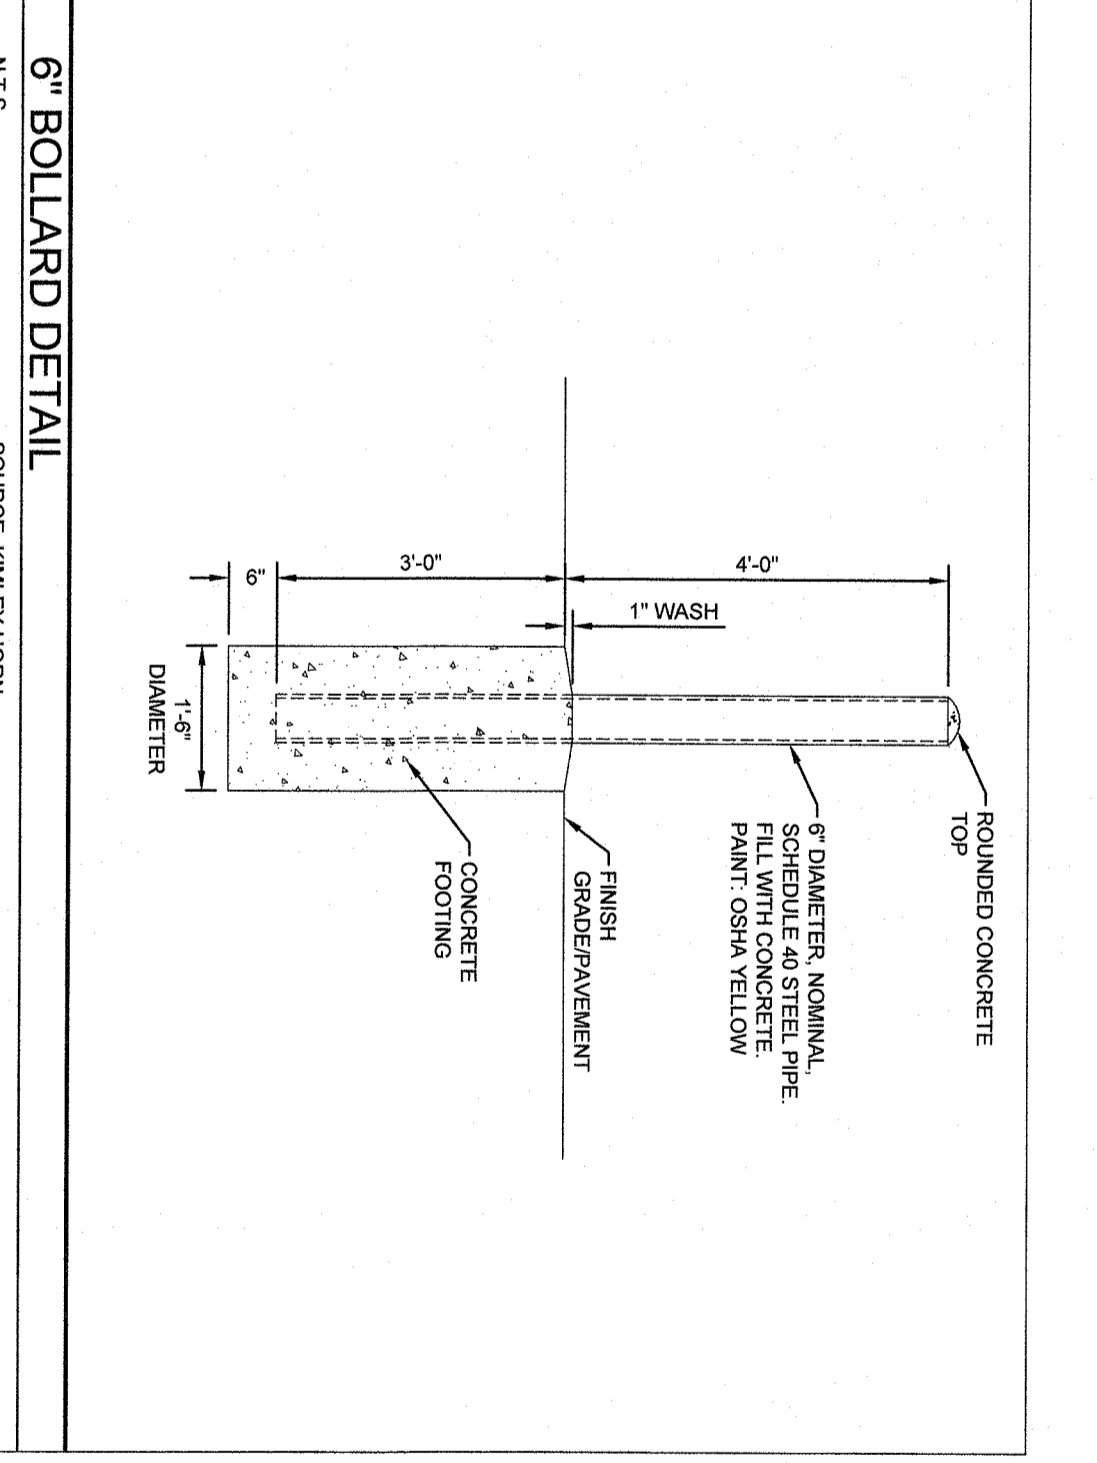 ROUNDED CONCRETE
TOP
6" DIAMETER, NOMINAL,
SCHEDULE 40 STEEL PIPE.
FILL WITH CONCRETE.
PAINT: OSHA YELLOW
4'-0"
1" WASH
FINISH
GRADE/PAVEMENT
3'-0"
CONCRETE
FOOTING
6"
1'-6"
DIAMETER
6" BOLLARD DETAIL
N.T.S.